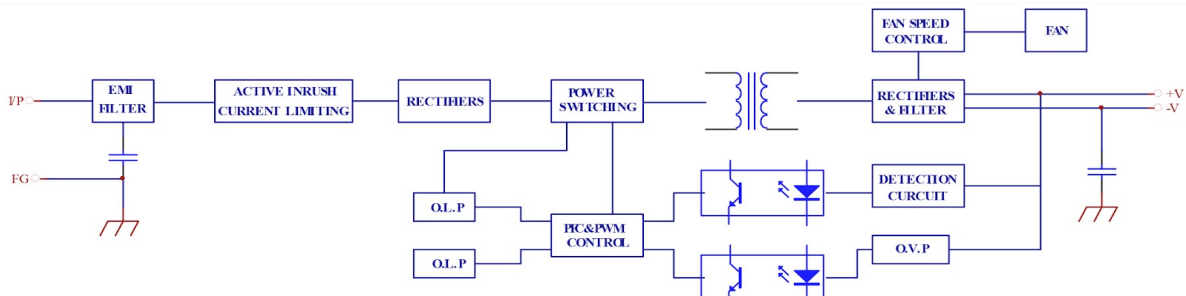 FAN SPEED
CONTROL
FAN
I/P
EMI
FILTER
ACTIVE INRUSH
CURRENT LIMITING
RECTIFIERS
POWER
SWITCHING
RECTIFIERS
& FILTER
+V
-V
FG
O.L.P
PFC&PWM
CONTROL
DETECTION
CURCUIT
O.L.P
O.V.P